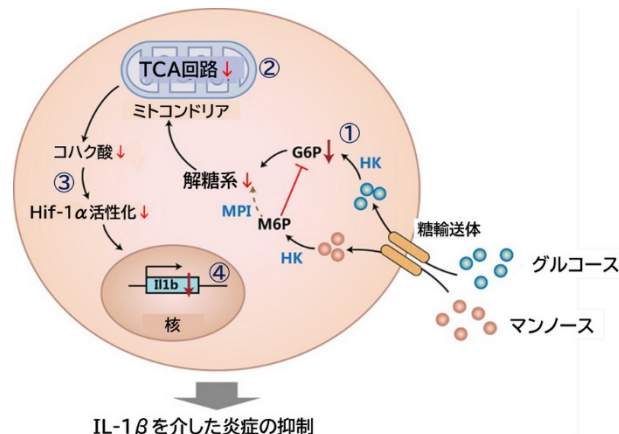 TCA回路↓
②
ミトコンドリア
コハク酸↓
③
Hif-1α活性化↓
解糖系↓
①
G6P↓
HK
MPI
M6P
HK
糖輸送体
グルコース
マンノース
④
Il1b
核
IL-1βを介した炎症の抑制